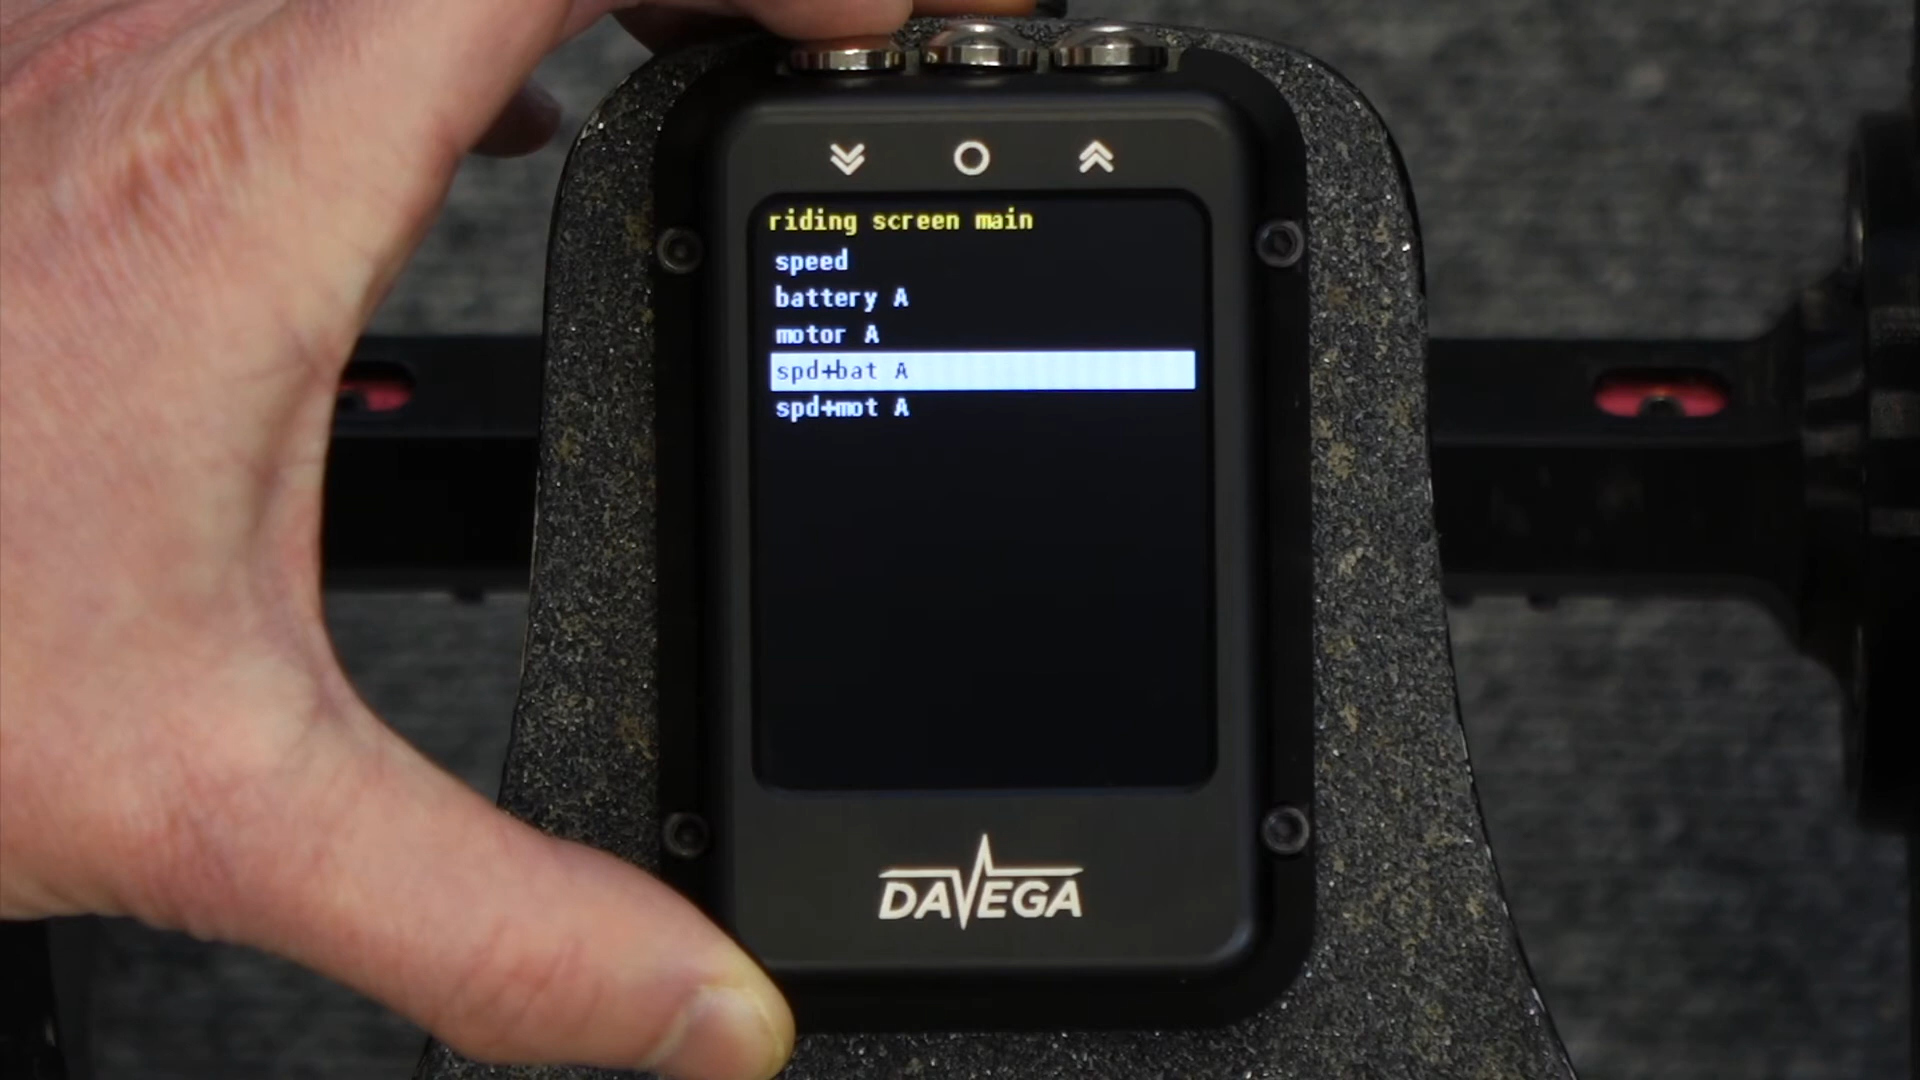 riding screen main
speed
battery A
motor A
spd+bat A
spd+mot A
DAVEGA